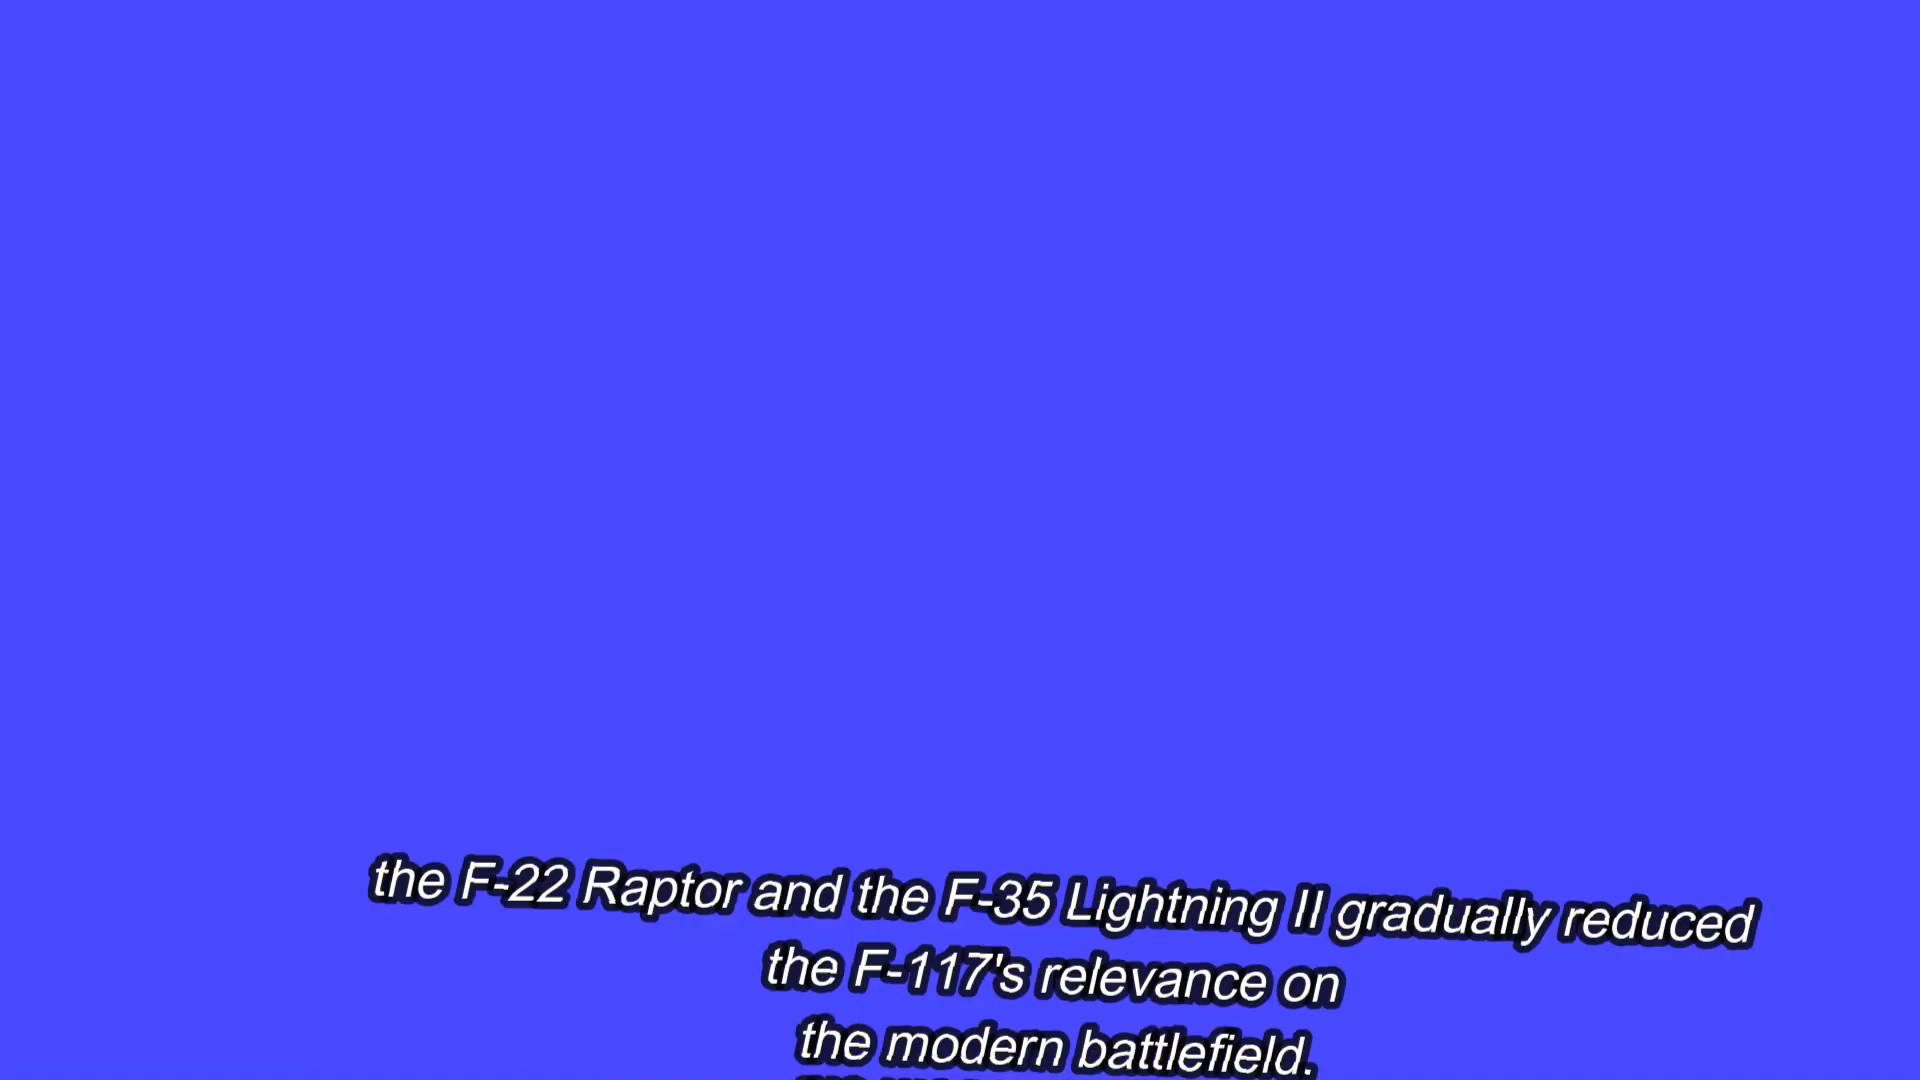 the F-22 Raptor and the F-35 Lightning II gradually reduced
the F-117's relevance on
the modern battlefield.